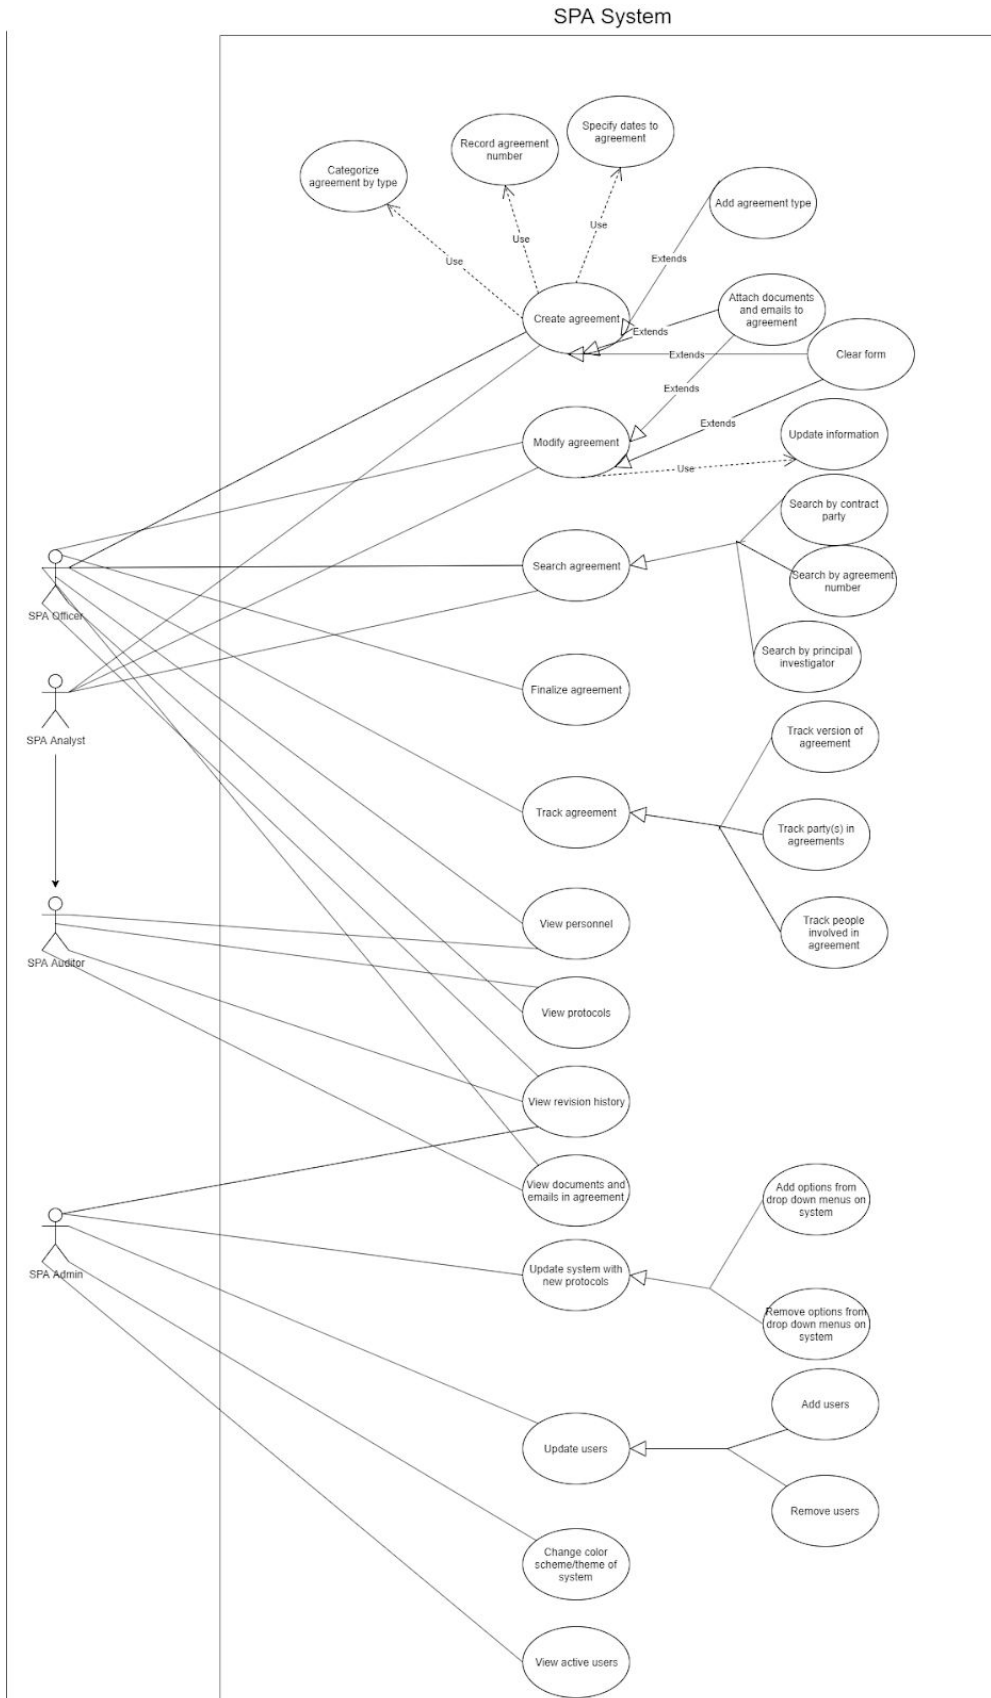 SPA System
Specify dates to
agreement
Record agreement
number
Categorize
agreement by type
Add agreement type
Use
Use
Use
Extends
Attach documents
and emails to
agreement
Create agreement
Extends
Extends
Clear form
Extends
Extends
Modify agreement
Update information
Use
Search by contract
party
Search agreement
Search by agreement
number
SPA Officer
Search by principal
investigator
Finalize agreement
SPA Analyst
Track version of
agreement
Track agreement
Track party(s) in
agreements
View personnel
Track people
involved in
agreement
SPA Auditor
View protocols
View revision history
View documents and
emails in agreement
Add options from
drop down menus on
system
SPA Admin
Update system with
new protocols
Remove options from
drop down menus on
system
Add users
Update users
Remove users
Change color
scheme/theme of
system
View active users